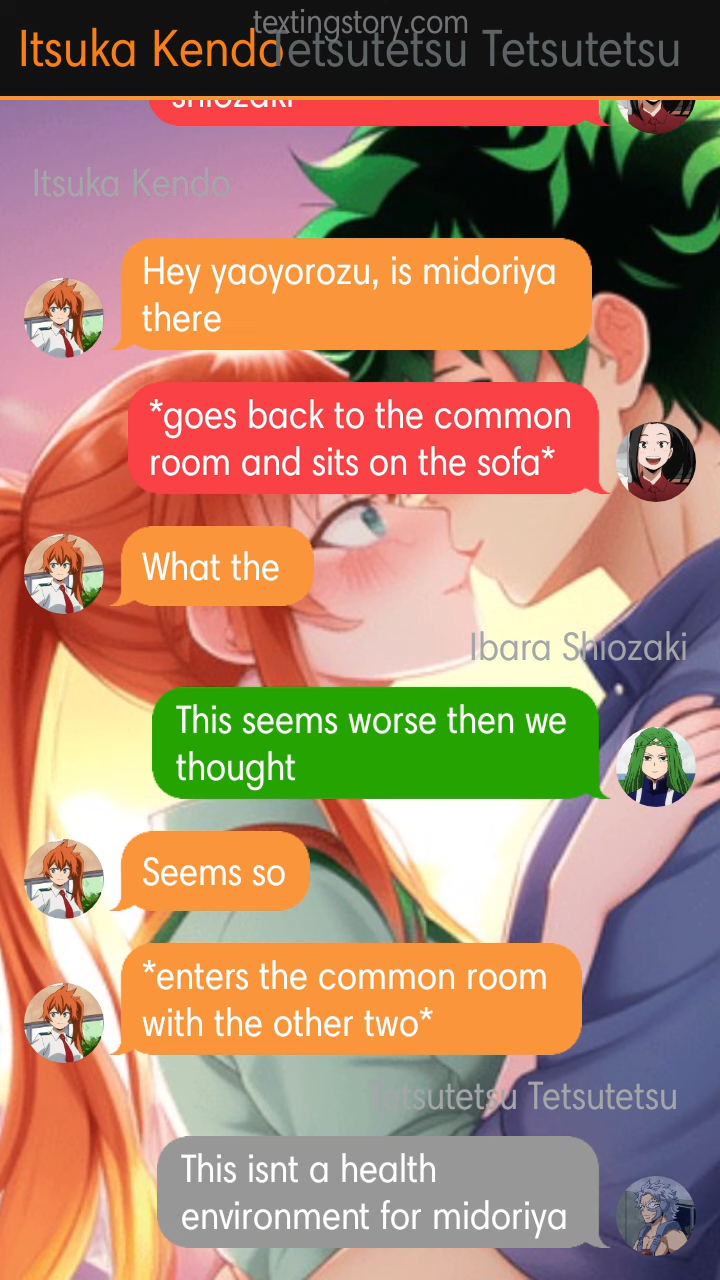 textingstory.com
Itsuka Kendo Tetsutetsu Tetsutetsu
shiozaki
Itsuka Kendo
Hey yaoyorozu, is midoriya
there
*goes back to the common
room and sits on the sofa*
What the
Ibara Shiozaki
This seems worse then we
thought
Seems so
*enters the common room
with the other two*
Tetsutetsu Tetsutetsu
This isnt a health
environment for midoriya